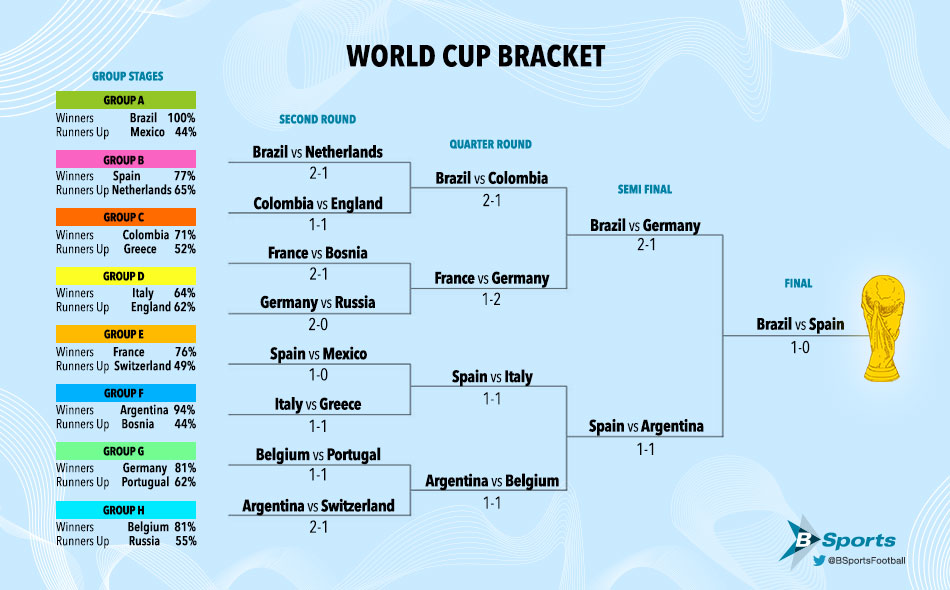 WORLD CUP BRACKET
GROUP STAGES
GROUP A
Winners Brazil 100%
Runners Up Mexico 44%
GROUP B
Winners Spain 77%
Runners Up Netherlands 65%
GROUP C
Winners Colombia 71%
Runners Up Greece 52%
GROUP D
Winners Italy 64%
Runners Up England 62%
GROUP E
Winners France 76%
Runners Up Switzerland 49%
GROUP F
Winners Argentina 94%
Runners Up Bosnia 44%
GROUP G
Winners Germany 81%
Runners Up Portugual 62%
GROUP H
Winners Belgium 81%
Runners Up Russia 55%
SECOND ROUND
Brazil vs Netherlands
2-1
Colombia vs England
1-1
France vs Bosnia
2-1
Germany vs Russia
2-0
Spain vs Mexico
1-0
Italy vs Greece
1-1
Belgium vs Portugal
1-1
Argentina vs Switzerland
2-1
QUARTER ROUND
Brazil vs Colombia
2-1
France vs Germany
1-2
Spain vs Italy
1-1
Argentina vs Belgium
1-1
SEMI FINAL
Brazil vs Germany
2-1
Spain vs Argentina
1-1
FINAL
Brazil vs Spain
1-0
B Sports
@BSportsFootball